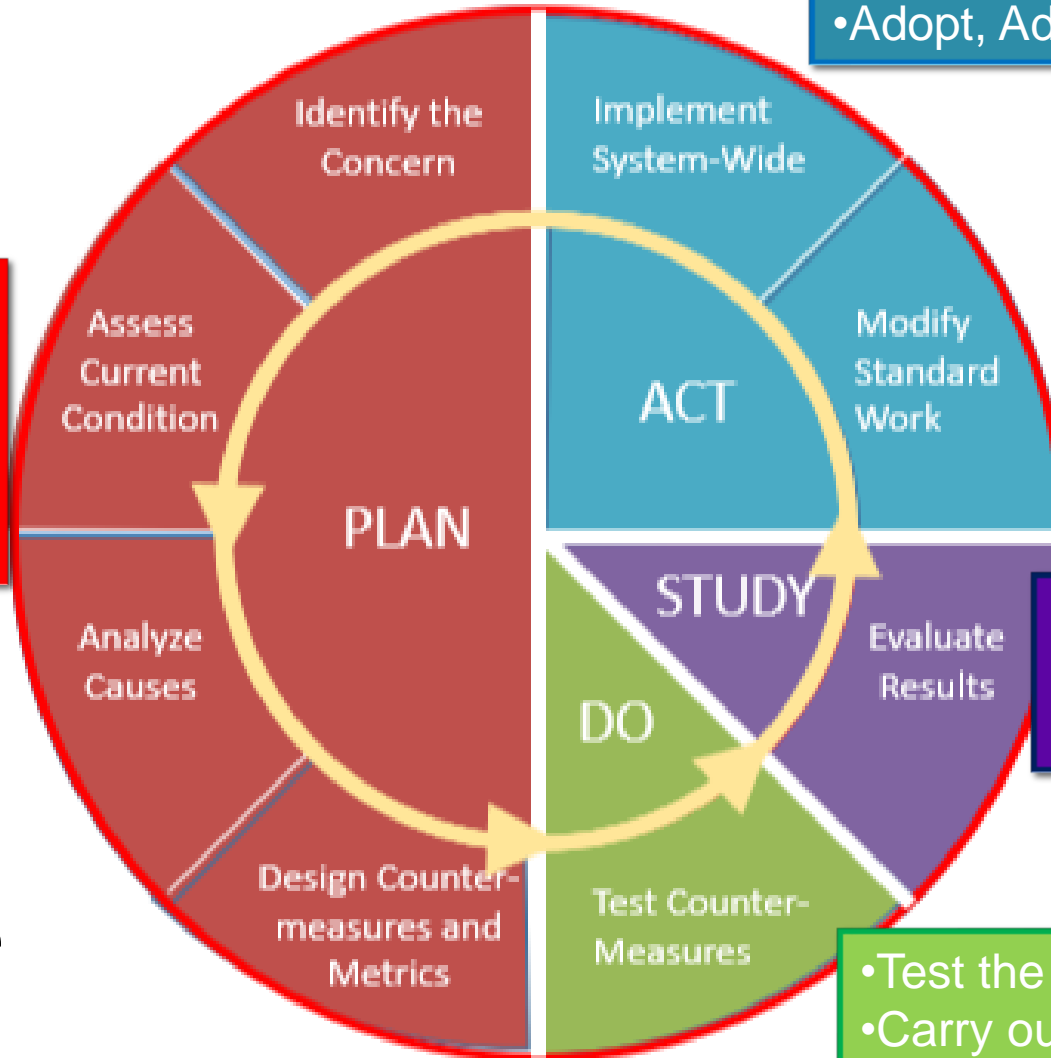 •Adopt, Ad
Identify the
Concern
Implement
System-Wide
Assess
Current
Condition
Modify
Standard
Work
ACT
PLAN
STUDY
Analyze
Causes
Evaluate
Results
DO
Design Counter-
measures and
Metrics
Test Counter-
Measures
•Test the
•Carry ou